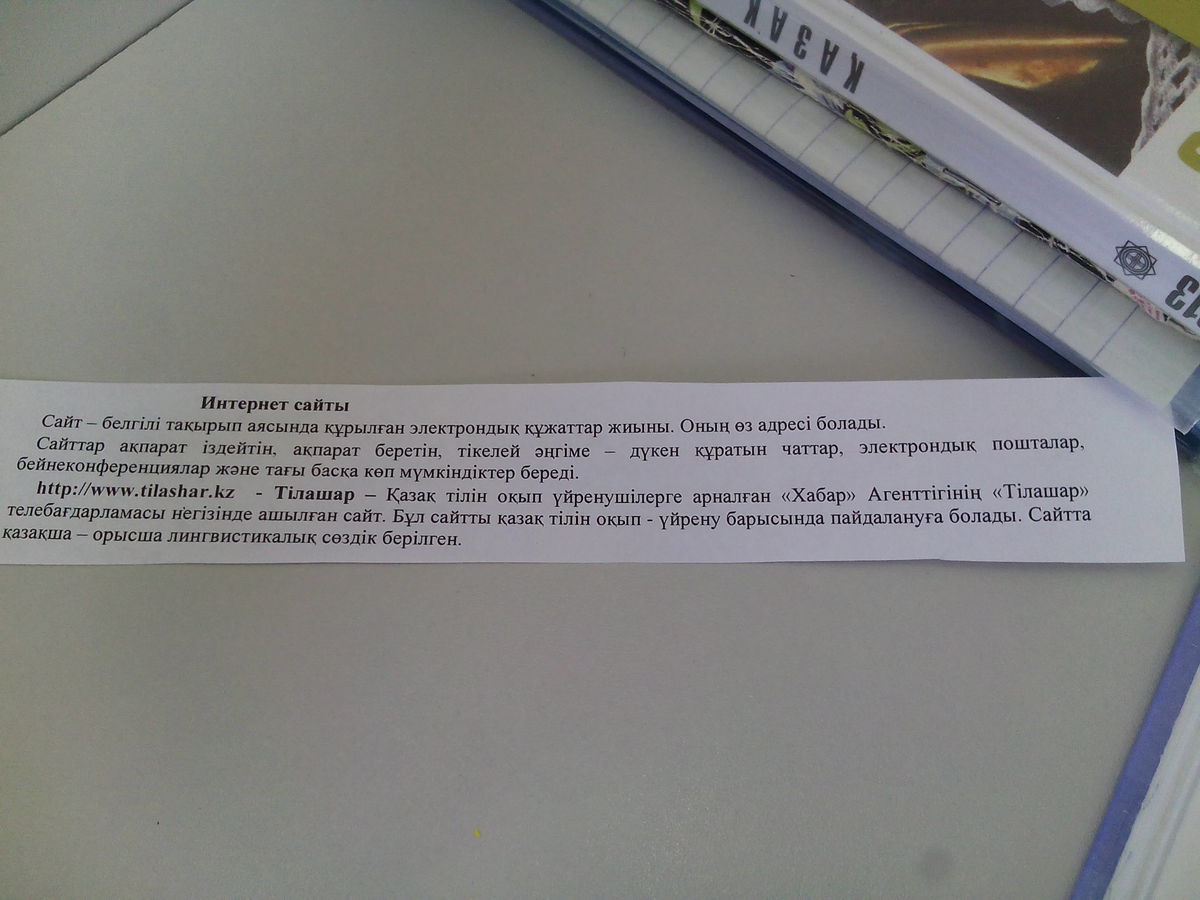 ҚАЗАҚ
313
Интернет сайты
Сайт – белгілі тақырып аясында құрылған электрондық құжаттар жиыны. Оның өз адресі болады.
Сайттар ақпарат іздейтін, ақпарат беретін, тікелей әңгіме – дүкен құратын чаттар, электрондық пошталар,
бейнеконференциялар және тағы басқа көп мүмкіндіктер береді.
http://www.tilashar.kz - Тілашар – Қазақ тілін оқып үйренушілерге арналған «Хабар» Агенттігінің «Тілашар»
телебағдарламасы негізінде ашылған сайт. Бұл сайтты қазақ тілін оқып - үйрену барысында пайдалануға болады. Сайтта
қазақша – орысша лингвистикалық сөздік берілген.